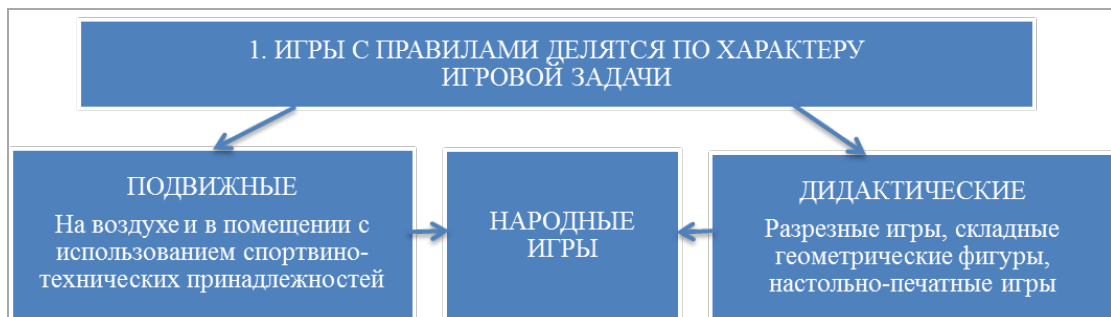 1. ИГРЫ С ПРАВИЛАМИ ДЕЛЯТСЯ ПО ХАРАКТЕРУ
ИГРОВОЙ ЗАДАЧИ
ПОДВИЖНЫЕ
На воздухе и в помещении с
использованием спортвино-
технических принадлежностей
НАРОДНЫЕ
ИГРЫ
ДИДАКТИЧЕСКИЕ
Разрезные игры, складные
геометрические фигуры,
настольно-печатные игры